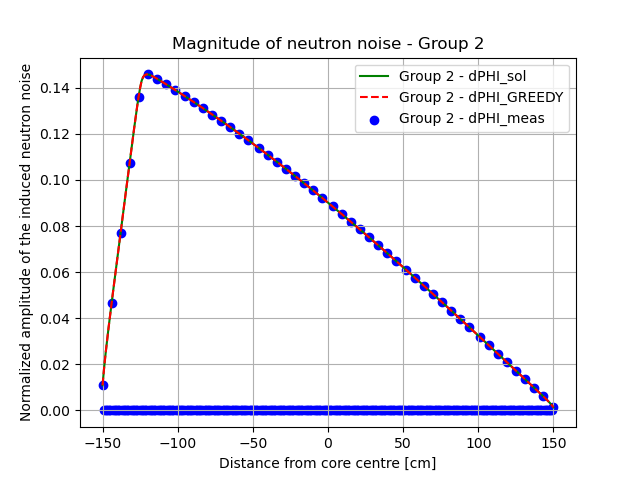 Magnitude of neutron noise - Group 2
Normalized amplitude of the induced neutron noise
0.14
0.12
0.10
0.08
0.06
0.04
0.02
0.00
Group 2 - dPHI_sol
Group 2 - dPHI_GREEDY
Group 2 - dPHI_meas
−150 −100 −50 0 50 100 150
Distance from core centre [cm]